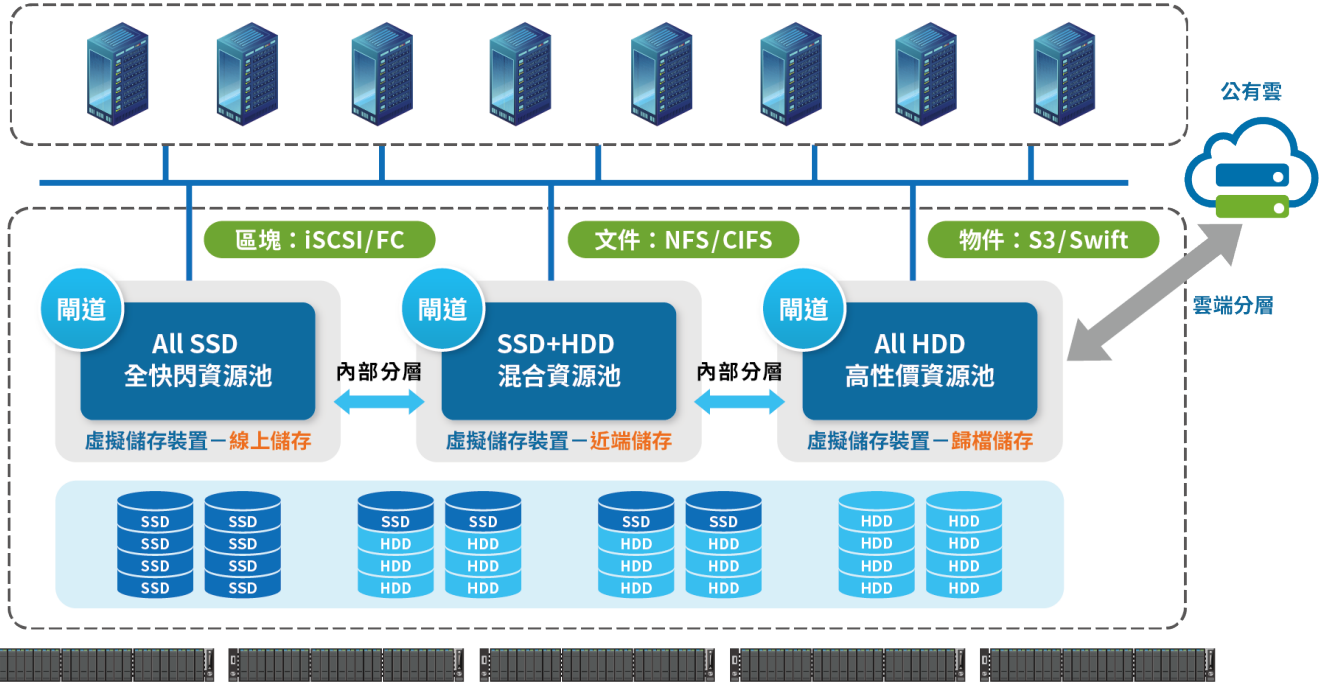 公有雲
區塊：iSCSI/FC
文件：NFS/CIFS
物件：S3/Swift
雲端分層
閘道
All SSD
全快閃資源池
虛擬儲存裝置－線上儲存
內部分層
閘道
SSD+HDD
混合資源池
虛擬儲存裝置－近端儲存
內部分層
閘道
All HDD
高性價資源池
虛擬儲存裝置－歸檔儲存
SSD
SSD
SSD
SSD
SSD
SSD
SSD
SSD
SSD
HDD
HDD
HDD
SSD
HDD
HDD
HDD
SSD
HDD
HDD
HDD
SSD
HDD
HDD
HDD
HDD
HDD
HDD
HDD
HDD
HDD
HDD
HDD